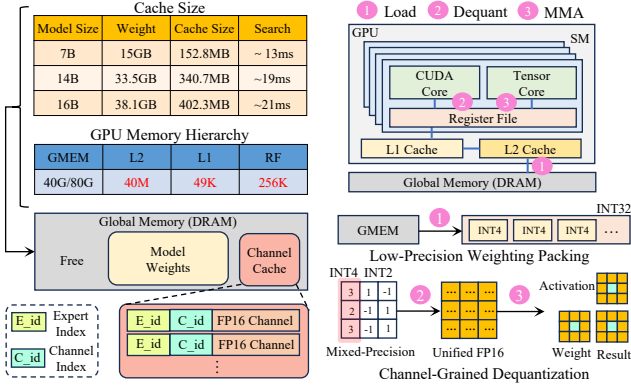 Cache Size
Model Size Weight Cache Size Search
7B 15GB 152.8MB ~ 13ms
14B 33.5GB 340.7MB ~19ms
16B 38.1GB 402.3MB ~21ms
GPU Memory Hierarchy
GMEM L2 L1 RF
40G/80G 40M 49K 256K
Global Memory (DRAM)
Free
Model
Weights
Channel
Cache
E_id Expert
Index
C_id Channel
Index
E_id C_id FP16 Channel
E_id C_id FP16 Channel
⋮
1 Load 2 Dequant 3 MMA
GPU
SM
CUDA
Core
Tensor
Core
2 3
Register File
L1 Cache L2 Cache
1
Global Memory (DRAM)
INT32
GMEM 1 INT4 INT4 INT4 ...
Low-Precision Weighting Packing
INT4 INT2
3 1 -1
2 -1 1
3 -1 1
Mixed-Precision
2
... ... ...
... ... ...
... ... ...
Unified FP16
3
Activation
Weight Result
Channel-Grained Dequantization